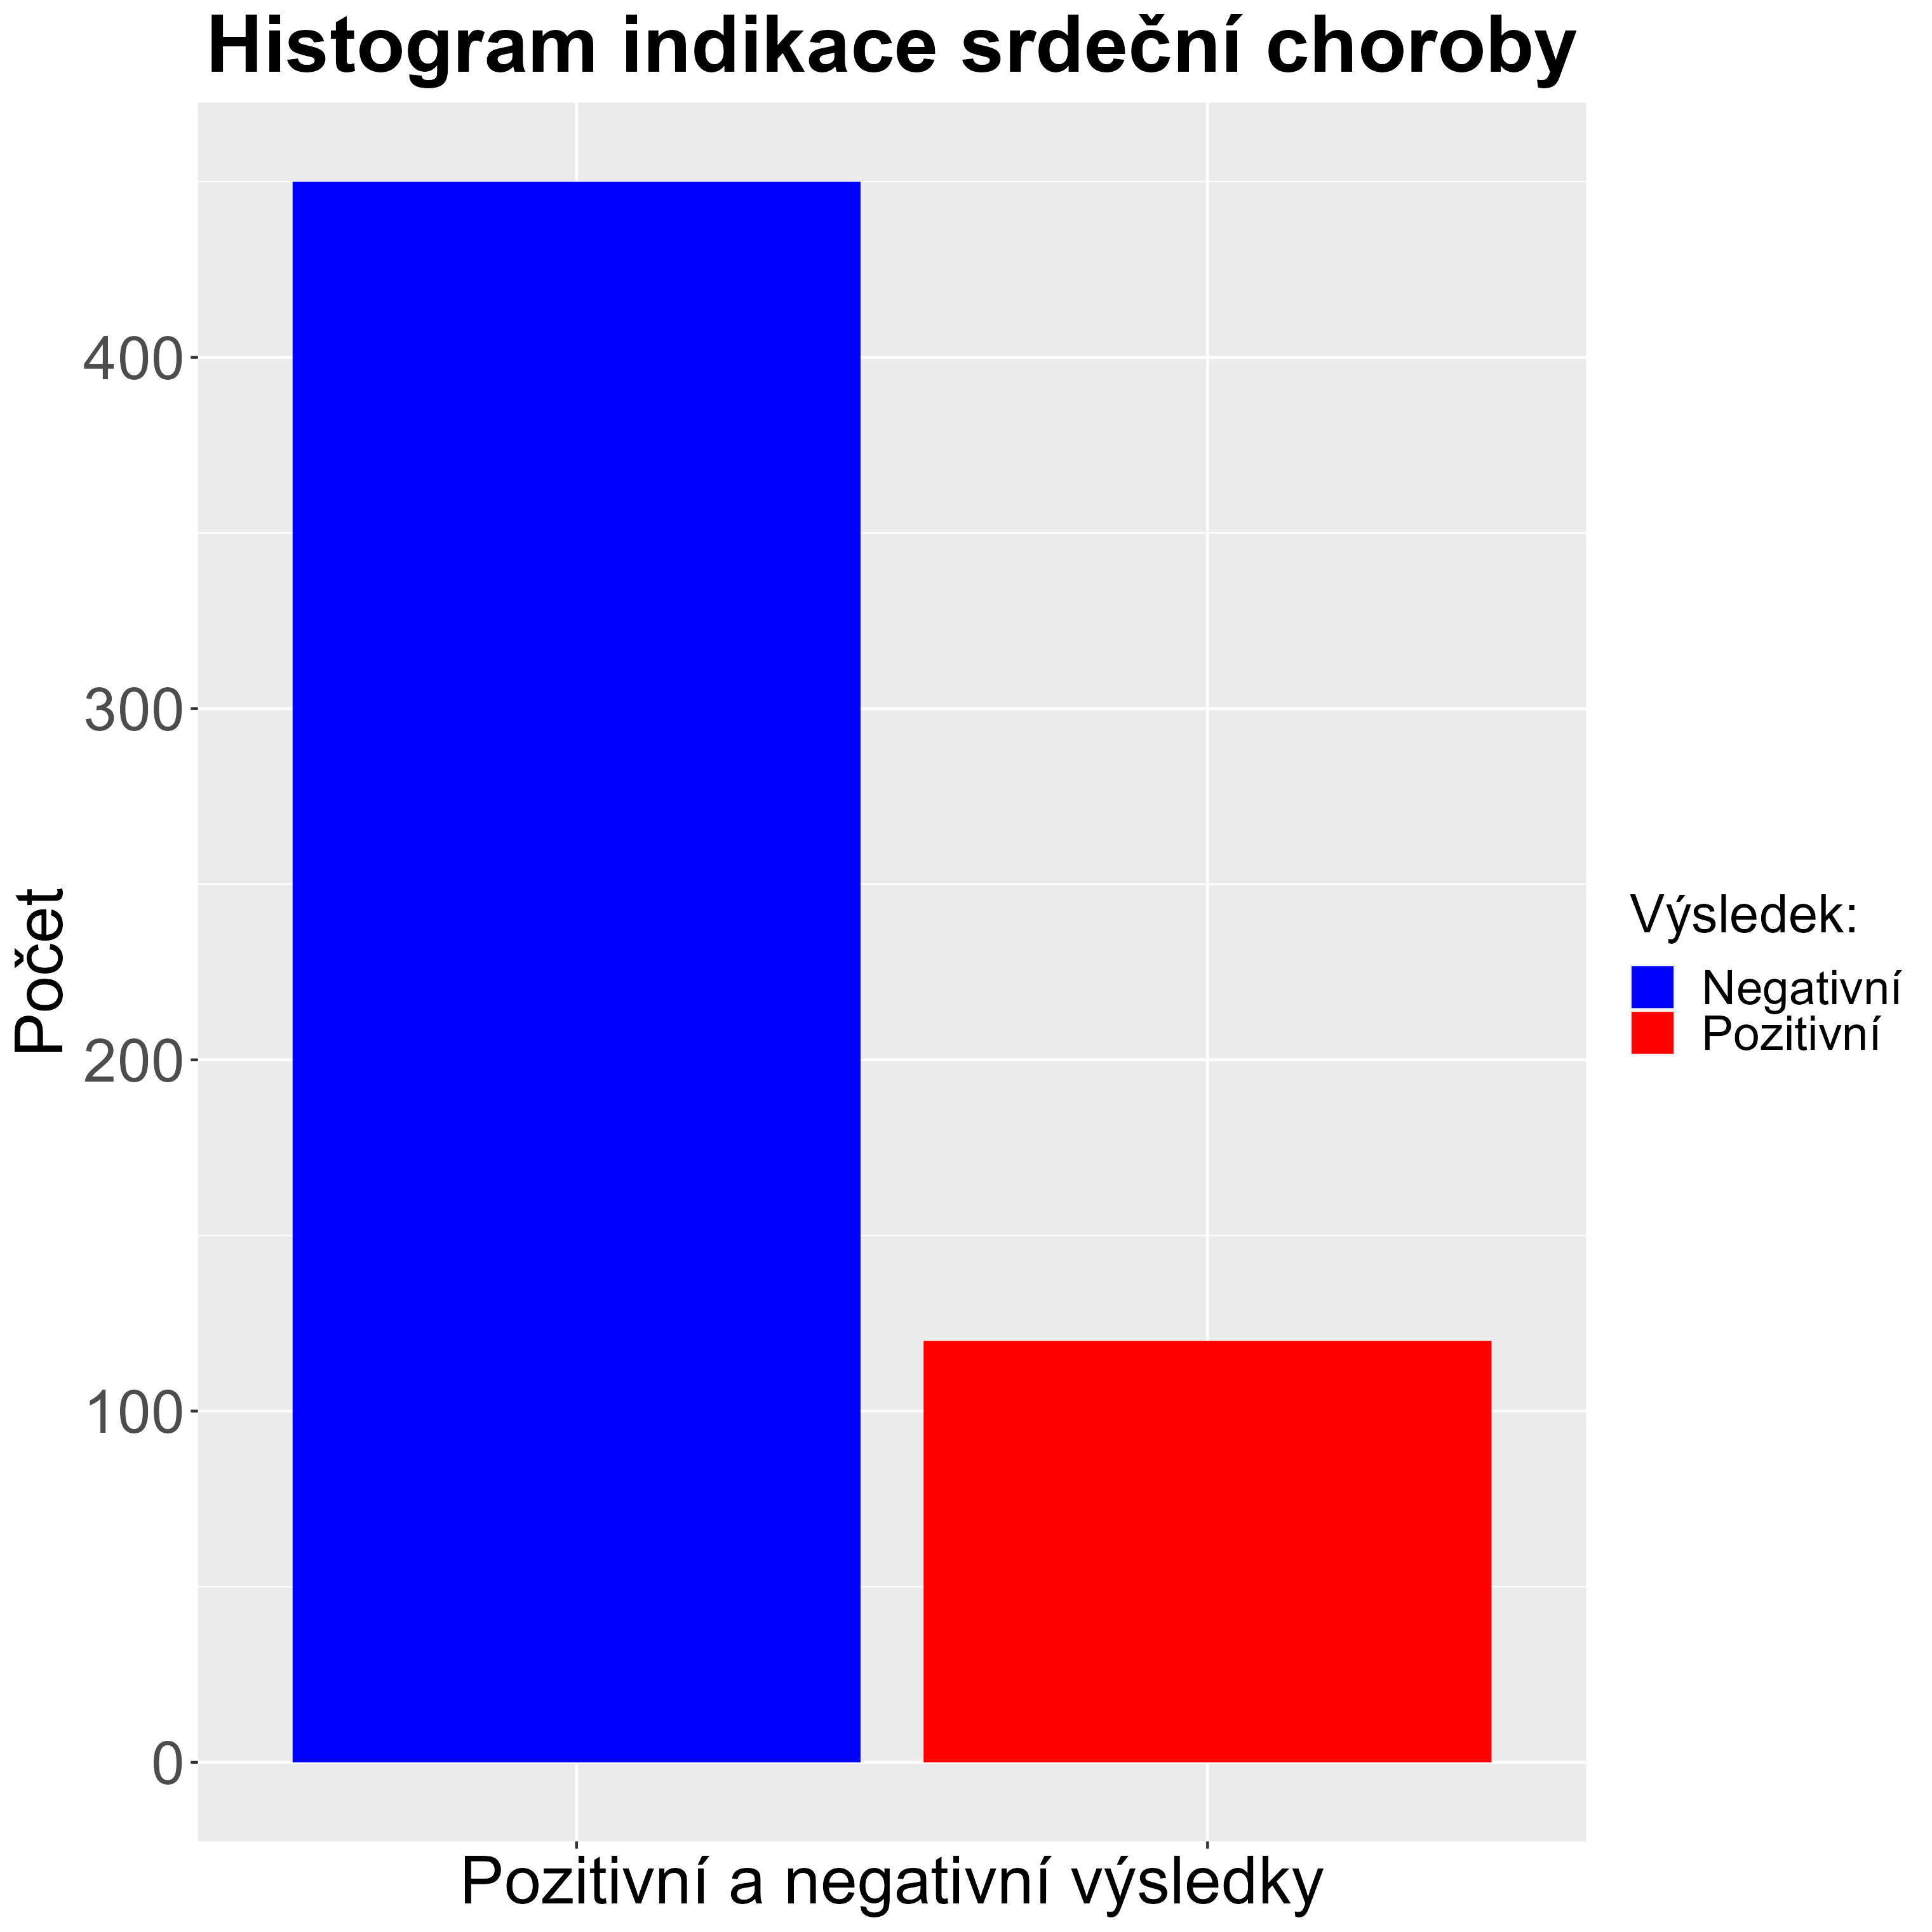 Histogram indikace srdeční choroby
Počet
400
300
200
100
0
Pozitivní a negativní výsledky
Výsledek:
Negativní
Pozitivní